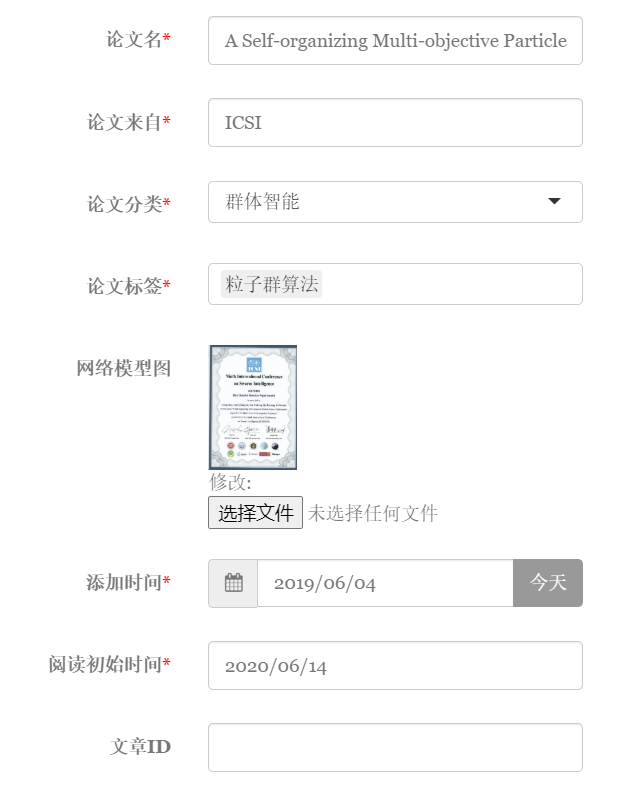 论文名*
A Self-organizing Multi-objective Particle
论文来自*
ICSI
论文分类*
群体智能
论文标签*
粒子群算法
网络模型图
ICSI
Ninth International Conference
on Swarm Intelligence
修改:
选择文件 未选择任何文件
添加时间*
2019/06/04
今天
阅读初始时间*
2020/06/14
文章ID